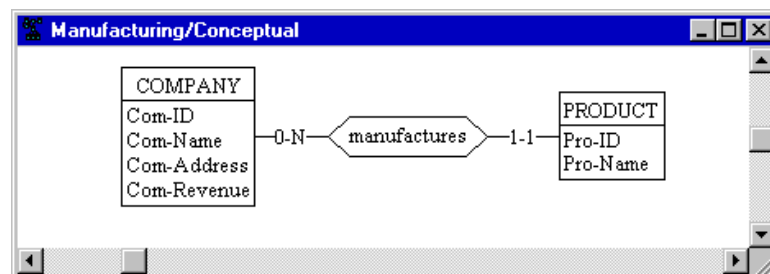 Manufacturing/Conceptual
COMPANY
Com-ID
Com-Name
Com-Address
Com-Revenue
0-N
manufactures
1-1
PRODUCT
Pro-ID
Pro-Name